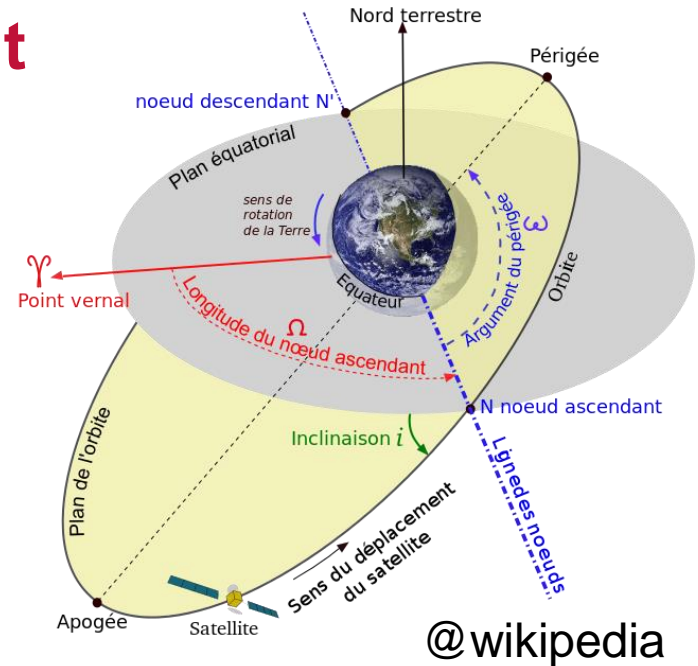 t
Nord terrestre
Périgée
noeud descendant N'
Plan équatorial
sens de
rotation
de la Terre
ω
Argument du périgée
Orbite
♈
Point vernal
Equateur
Ω
Longitude du nœud ascendant
N noeud ascendant
Inclinaison i
Lignedes noeuds
Plan de l'orbite
Sens du déplacement
du satellite
Apogée
Satellite
@wikipedia